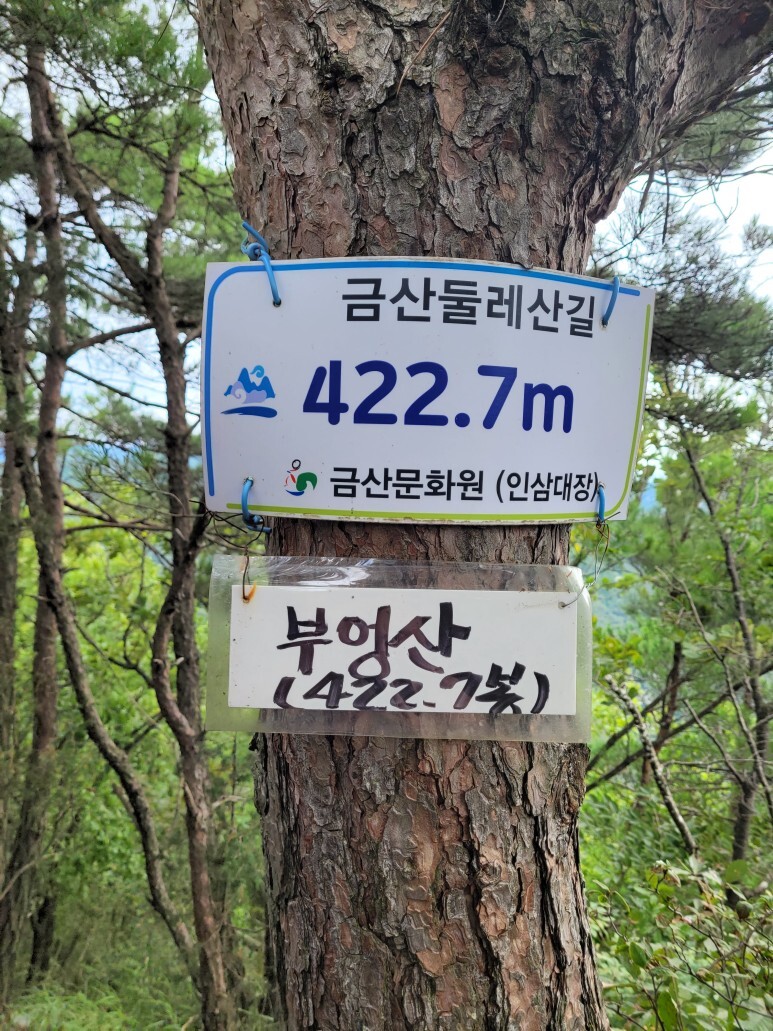 금산둘레산길
422.7m
금산문화원 (인삼대장)
부엉산
(422.7봉)